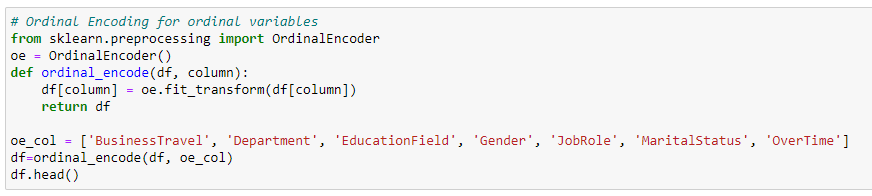 # Ordinal Encoding for ordinal variables
from sklearn.preprocessing import OrdinalEncoder
oe = OrdinalEncoder()
def ordinal_encode(df, column):
    df[column] = oe.fit_transform(df[column])
    return df

oe_col = ['BusinessTravel', 'Department', 'EducationField', 'Gender', 'JobRole', 'MaritalStatus', 'OverTime']
df=ordinal_encode(df, oe_col)
df.head()